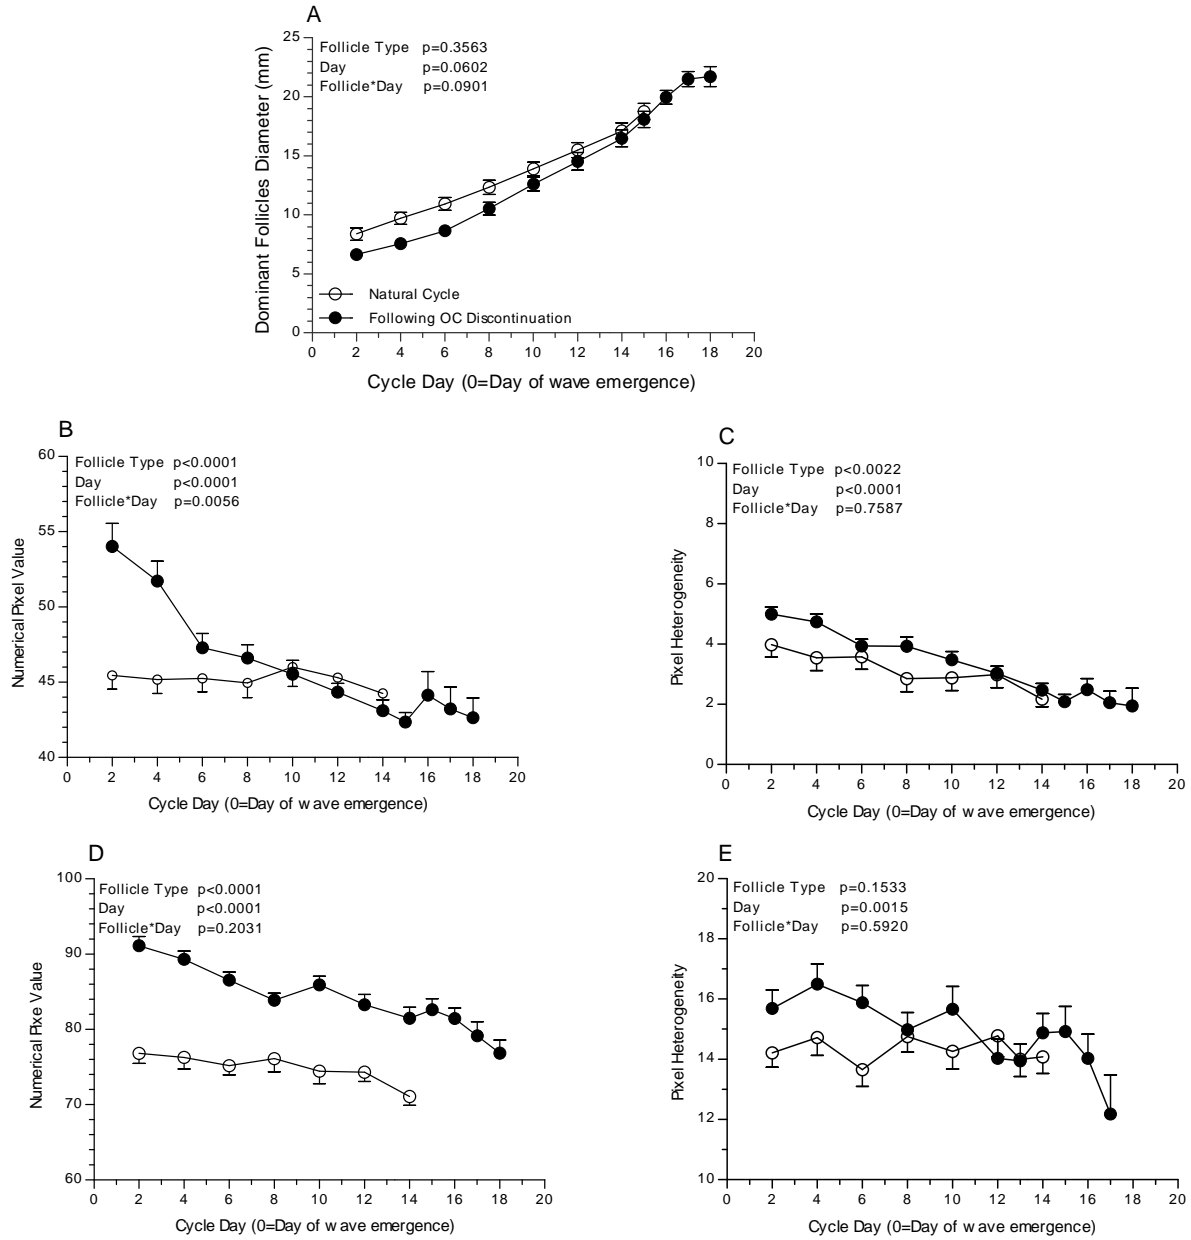 A
Dominant Follicles Diameter (mm)
25
20
15
10
5
0
Follicle Type p=0.3563
Day p=0.0602
Follicle*Day p=0.0901
Natural Cycle
Following OC Discontinuation
0 2 4 6 8 10 12 14 16 18 20
Cycle Day (0=Day of wave emergence)
B
Numerical Pixel Value
60
55
50
45
40
Follicle Type p<0.0001
Day p<0.0001
Follicle*Day p=0.0056
0 2 4 6 8 10 12 14 16 18 20
Cycle Day (0=Day of wave emergence)
C
Pixel Heterogeneity
10
8
6
4
2
0
Follicle Type p<0.0022
Day p<0.0001
Follicle*Day p=0.7587
0 2 4 6 8 10 12 14 16 18 20
Cycle Day (0=Day of wave emergence)
D
Numerical Pixe Value
100
90
80
70
60
Follicle Type p<0.0001
Day p<0.0001
Follicle*Day p=0.2031
0 2 4 6 8 10 12 14 16 18 20
Cycle Day (0=Day of wave emergence)
E
Pixel Heterogeneity
20
18
16
14
12
10
Follicle Type p=0.1533
Day p=0.0015
Follicle*Day p=0.5920
0 2 4 6 8 10 12 14 16 18 20
Cycle Day (0=Day of wave emergence)